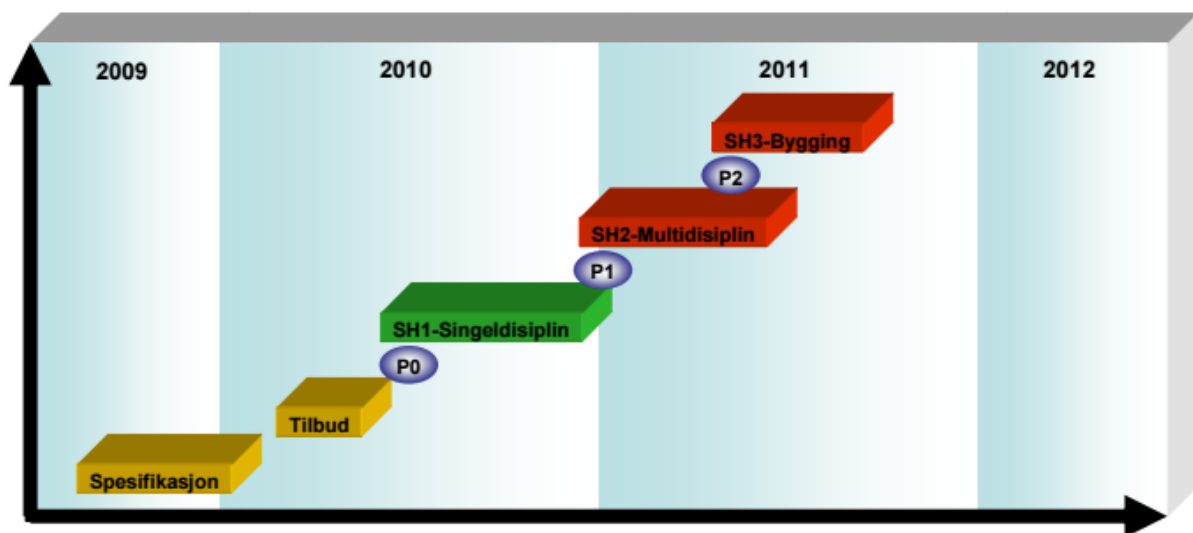 2009 2010 2011 2012
SH3-Bygging
P2
SH2-Multidisiplin
P1
SH1-Singeldisiplin
P0
Tilbud
Spesifikasjon